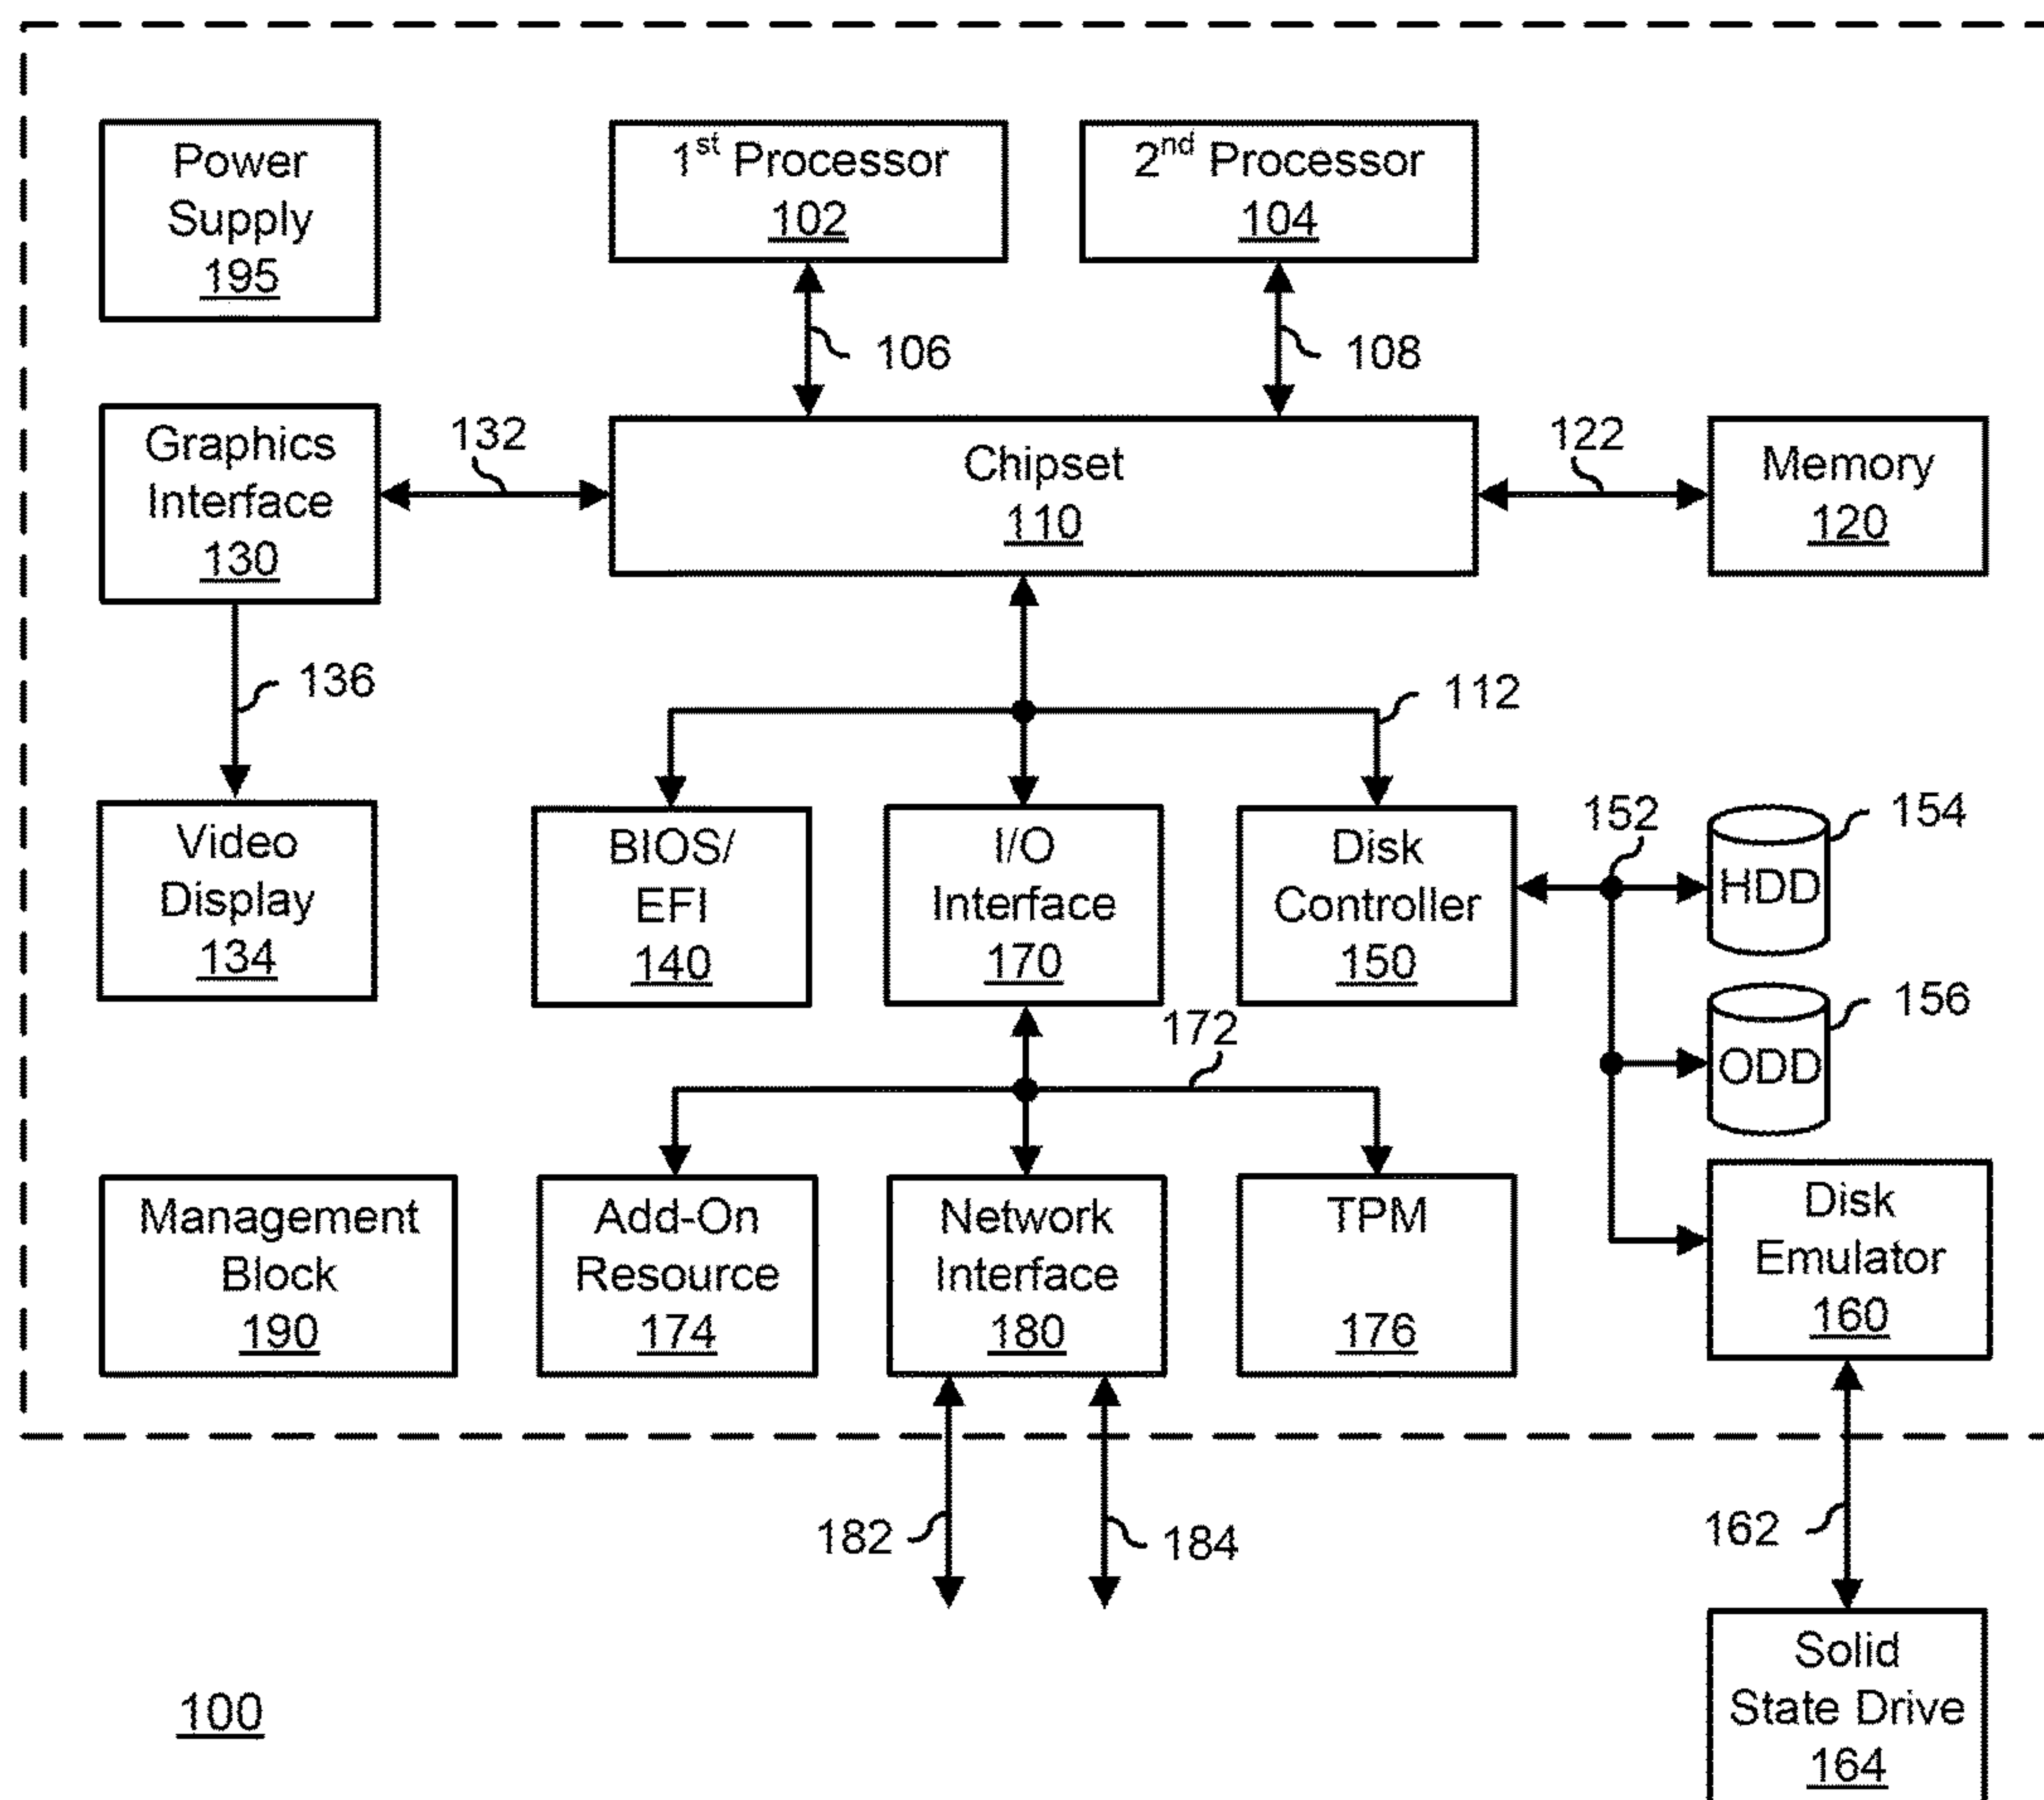 Power
Supply
195
1st Processor
102
2nd Processor
104
106
108
Graphics
Interface
130
132
Chipset
110
122
Memory
120
136
112
Video
Display
134
BIOS/
EFI
140
I/O
Interface
170
Disk
Controller
150
152
HDD
154
ODD
156
172
Management
Block
190
Add-On
Resource
174
Network
Interface
180
TPM
176
Disk
Emulator
160
182
184
162
Solid
State Drive
164
100